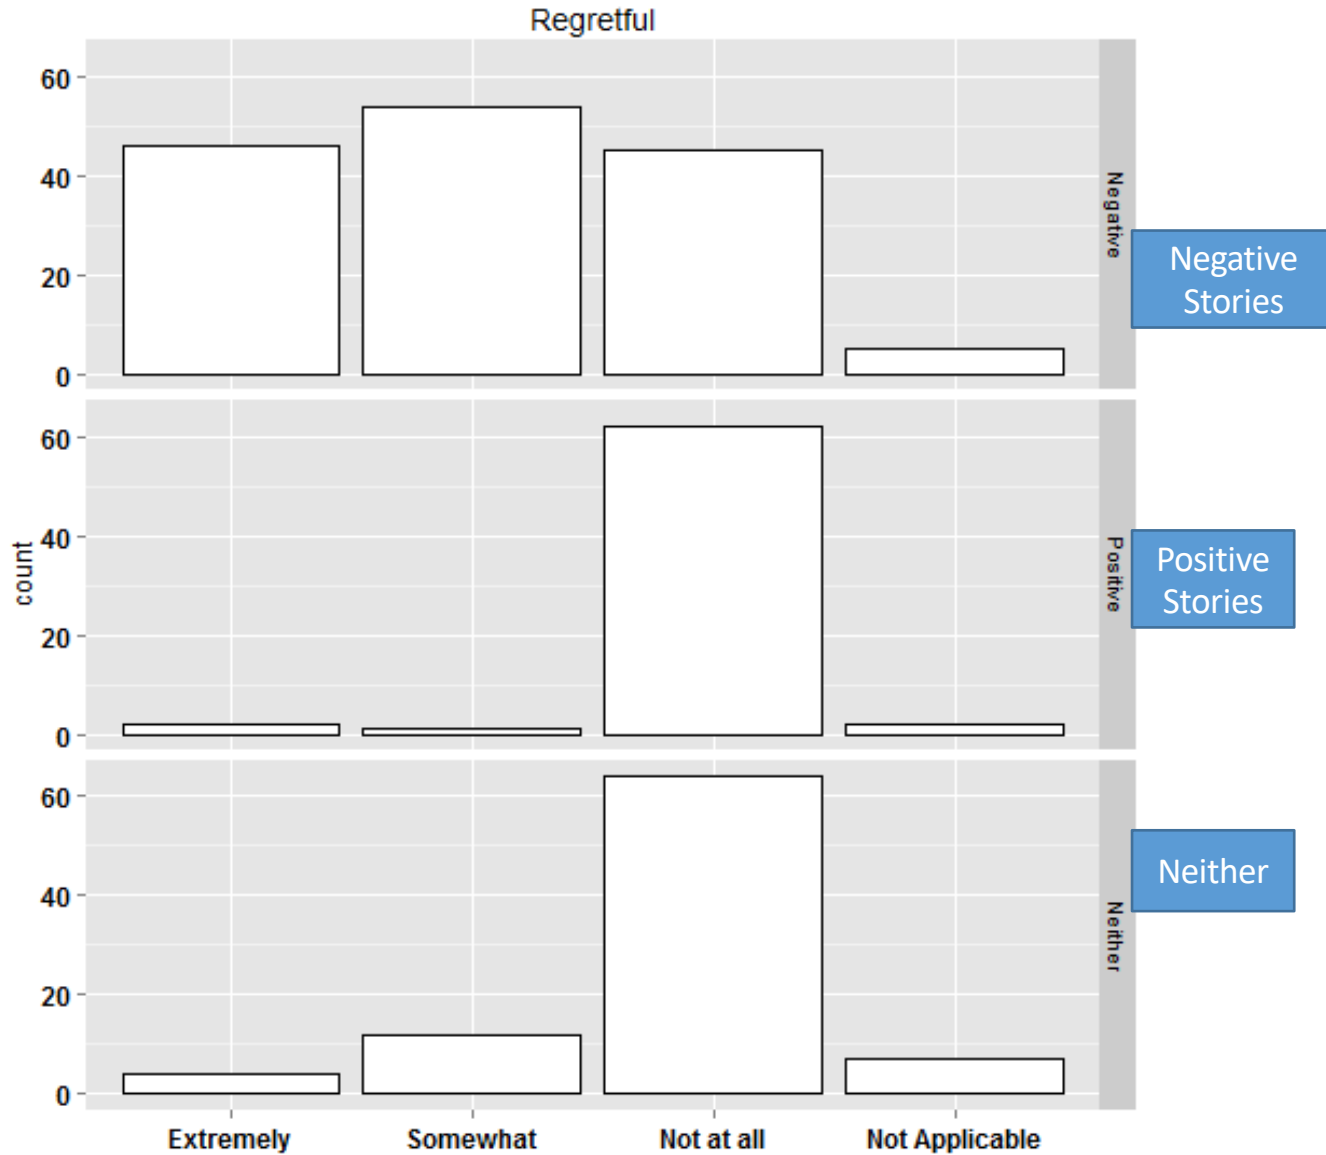 Regretful
60
40
20
0
Negative
Negative
Stories
count
60
40
20
0
Positive
Positive
Stories
60
40
20
0
Neither
Neither
Extremely Somewhat Not at all Not Applicable